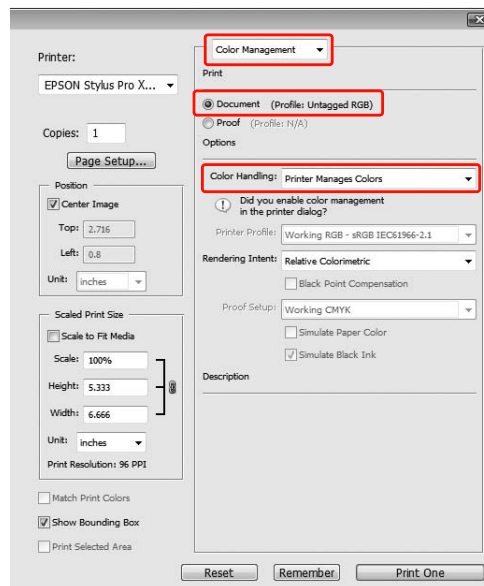 Printer:
EPSON Stylus Pro X...
Copies: 1
Page Setup...
Position
Center Image
Top: 2.716
Left: 0.8
Unit: inches
Scaled Print Size
Scale to Fit Media
Scale: 100%
Height: 5.333
Width: 6.666
Unit: inches
Print Resolution: 96 PPI
Match Print Colors
Show Bounding Box
Print Selected Area
Color Management
Print
Document (Profile: Untagged RGB)
Proof (Profile: N/A)
Options
Color Handling: Printer Manages Colors
Did you enable color management
in the printer dialog?
Printer Profile: Working RGB - sRGB IEC61966-2.1
Rendering Intent: Relative Colorimetric
Black Point Compensation
Proof Setup: Working CMYK
Simulate Paper Color
Simulate Black Ink
Description
Reset Remember Print One